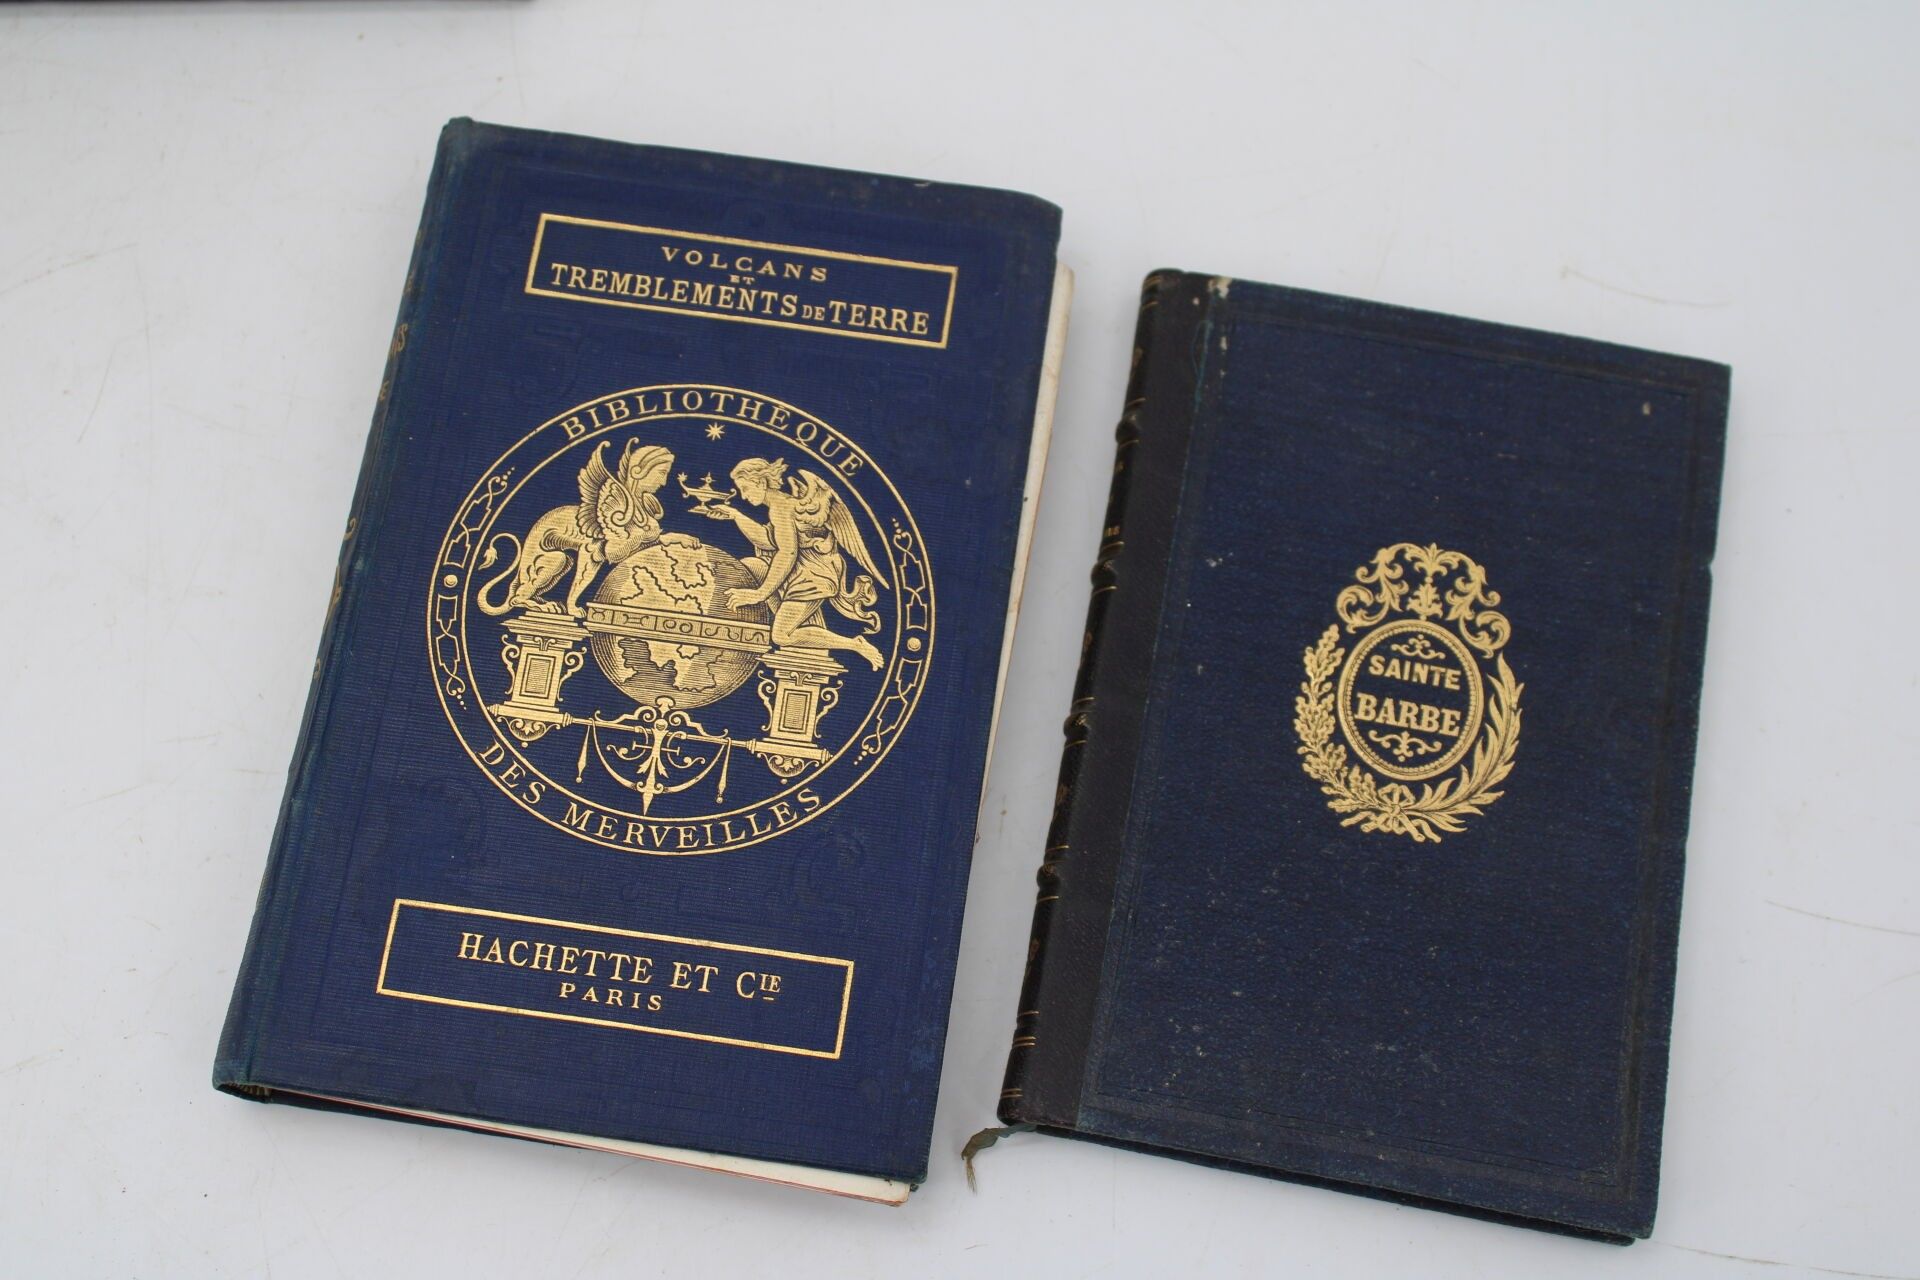 VOLCANS
ET
TREMBLEMENTS DE TERRE
BIBLIOTHEQUE
DES MERVEILLES
HACHETTE ET CIE
PARIS
SAINTE
BARBE